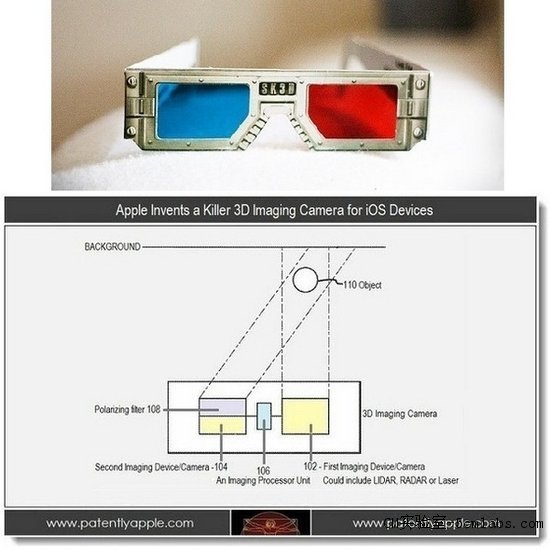 SK3D
Apple Invents a Killer 3D Imaging Camera for iOS Devices
BACKGROUND
110 Object
Polarizing filter 108
3D Imaging Camera
Second Imaging Device/Camera -104
106
102 - First Imaging Device/Camera
An Imaging Processor Unit
Could include LIDAR, RADAR or Laser
www.patentlyapple.com